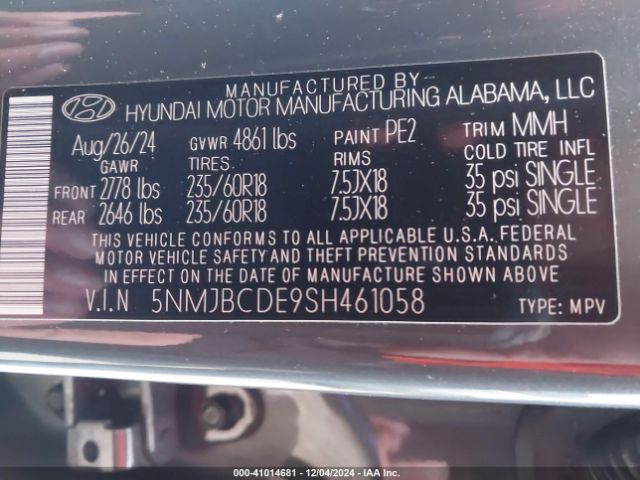 MANUFACTURED BY
HYUNDAI MOTOR MANUFACTURING ALABAMA, LLC
Aug/26/24 GVWR 4861 lbs PAINT PE2 TRIM MMH
GAWR TIRES RIMS COLD TIRE INFL
FRONT 2778 lbs 235/60R18 7.5JX18 35 psi SINGLE
REAR 2646 lbs 235/60R18 7.5JX18 35 psi SINGLE
THIS VEHICLE CONFORMS TO ALL APPLICABLE U.S.A. FEDERAL
MOTOR VEHICLE SAFETY AND THEFT PREVENTION STANDARDS
IN EFFECT ON THE DATE OF MANUFACTURE SHOWN ABOVE
V.I.N 5NMJBCDE9SH461058 TYPE: MPV
000-41014681 - 12/04/2024 - IAA Inc.